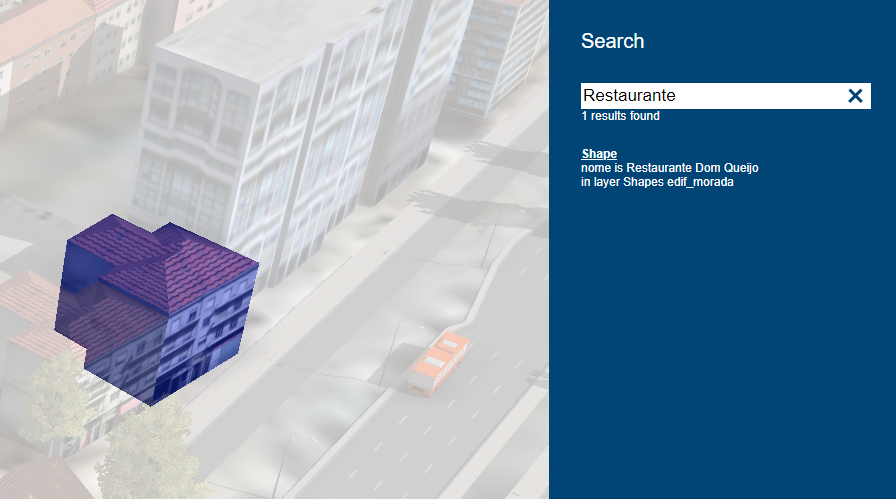 Search
Restaurante
1 results found
Shape
nome is Restaurante Dom Queijo
in layer Shapes edif_morada